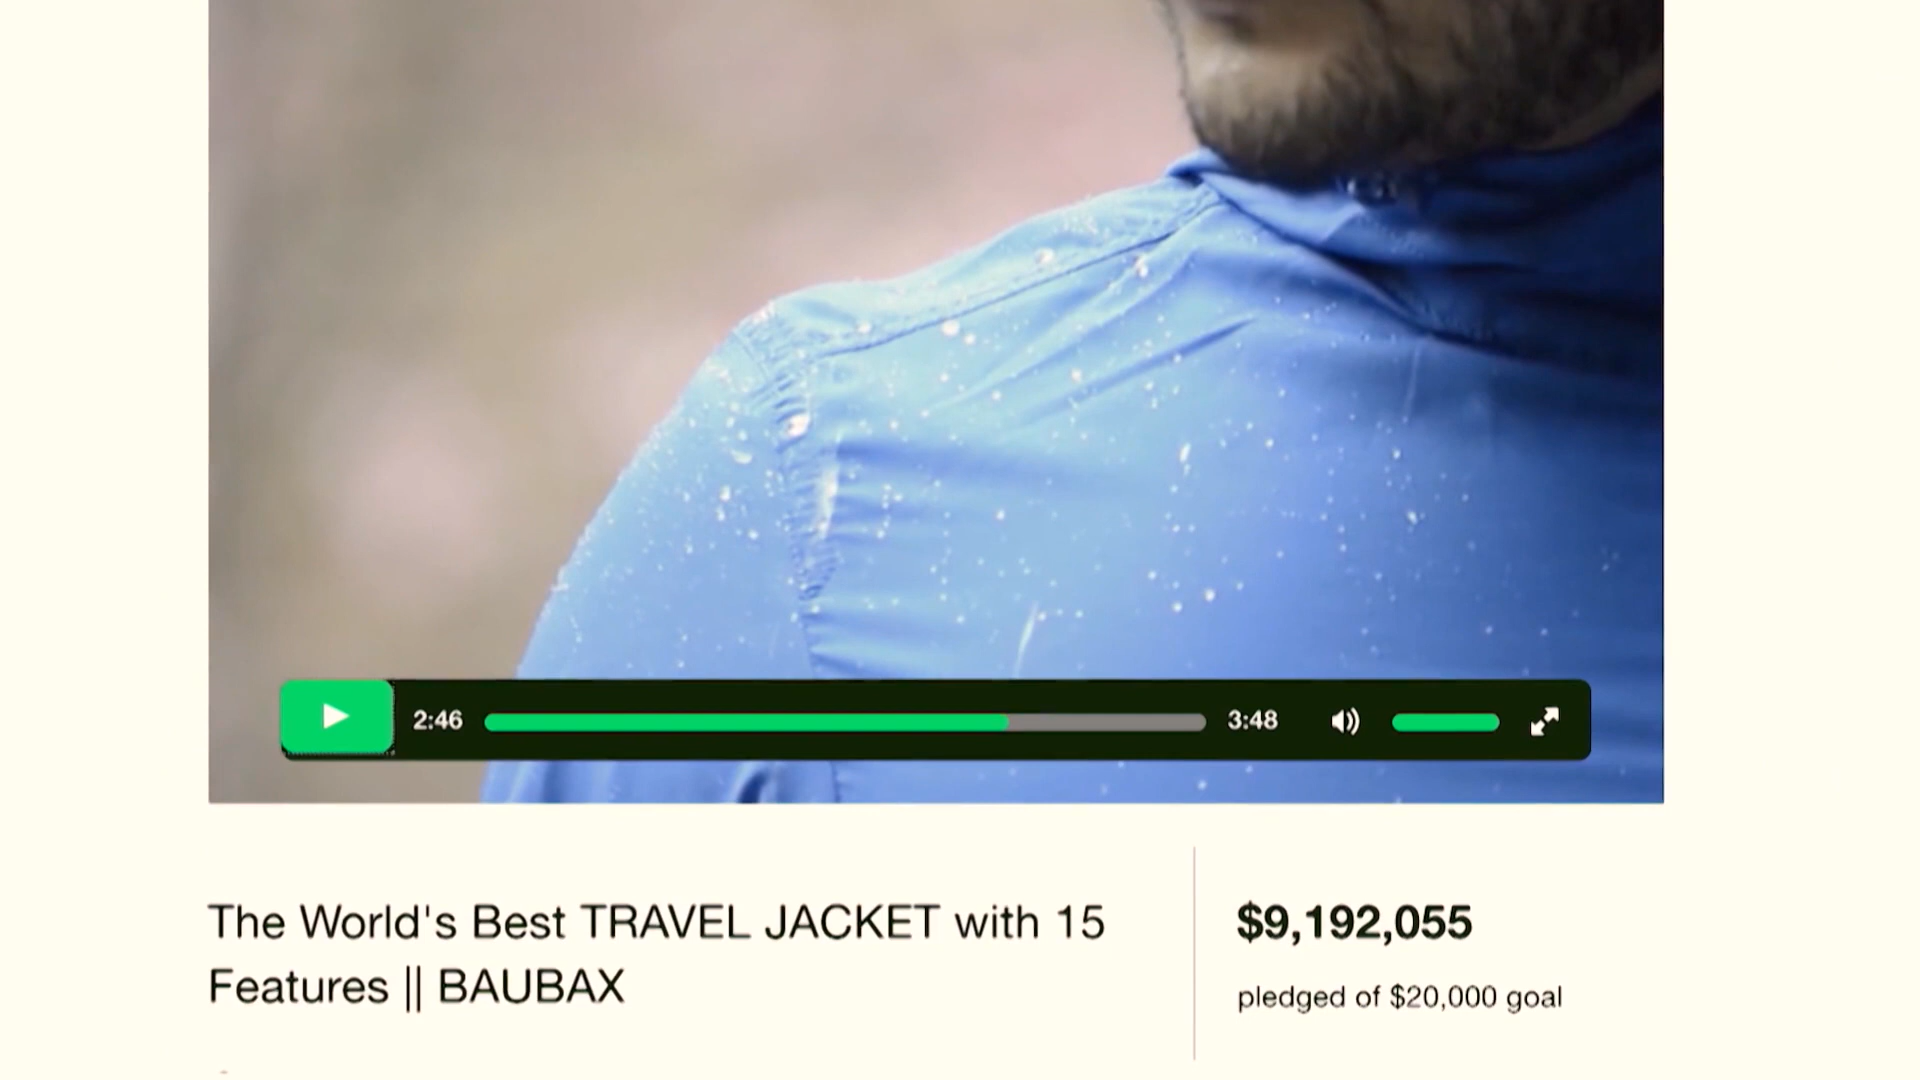 2:46
3:48
The World's Best TRAVEL JACKET with 15
Features || BAUBAX
$9,192,055
pledged of $20,000 goal